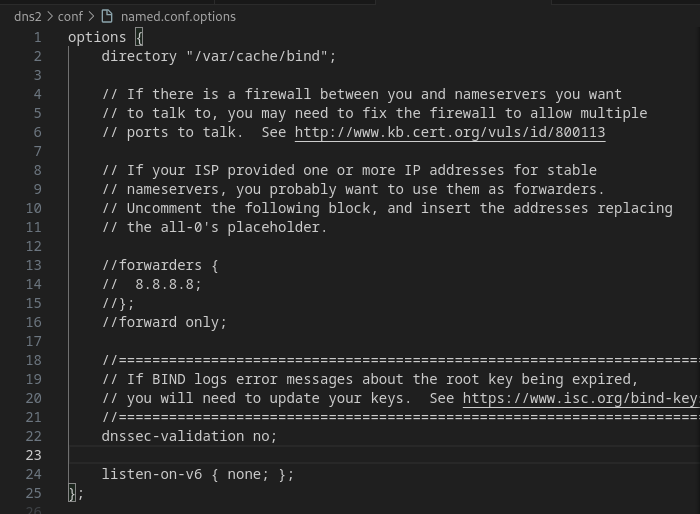 dns2 > conf > named.conf.options
1 options {
2 directory "/var/cache/bind";
3
4 // If there is a firewall between you and nameservers you want
5 // to talk to, you may need to fix the firewall to allow multiple
6 // ports to talk.  See http://www.kb.cert.org/vuls/id/800113
7
8 // If your ISP provided one or more IP addresses for stable
9 // nameservers, you probably want to use them as forwarders.
10 // Uncomment the following block, and insert the addresses replacing
11 // the all-0's placeholder.
12
13 //forwarders {
14 //  8.8.8.8;
15 //};
16 //forward only;
17
18 //=====================================================================
19 // If BIND logs error messages about the root key being expired,
20 // you will need to update your keys.  See https://www.isc.org/bind-keys
21 //=====================================================================
22 dnssec-validation no;
23
24 listen-on-v6 { none; };
25 };
26